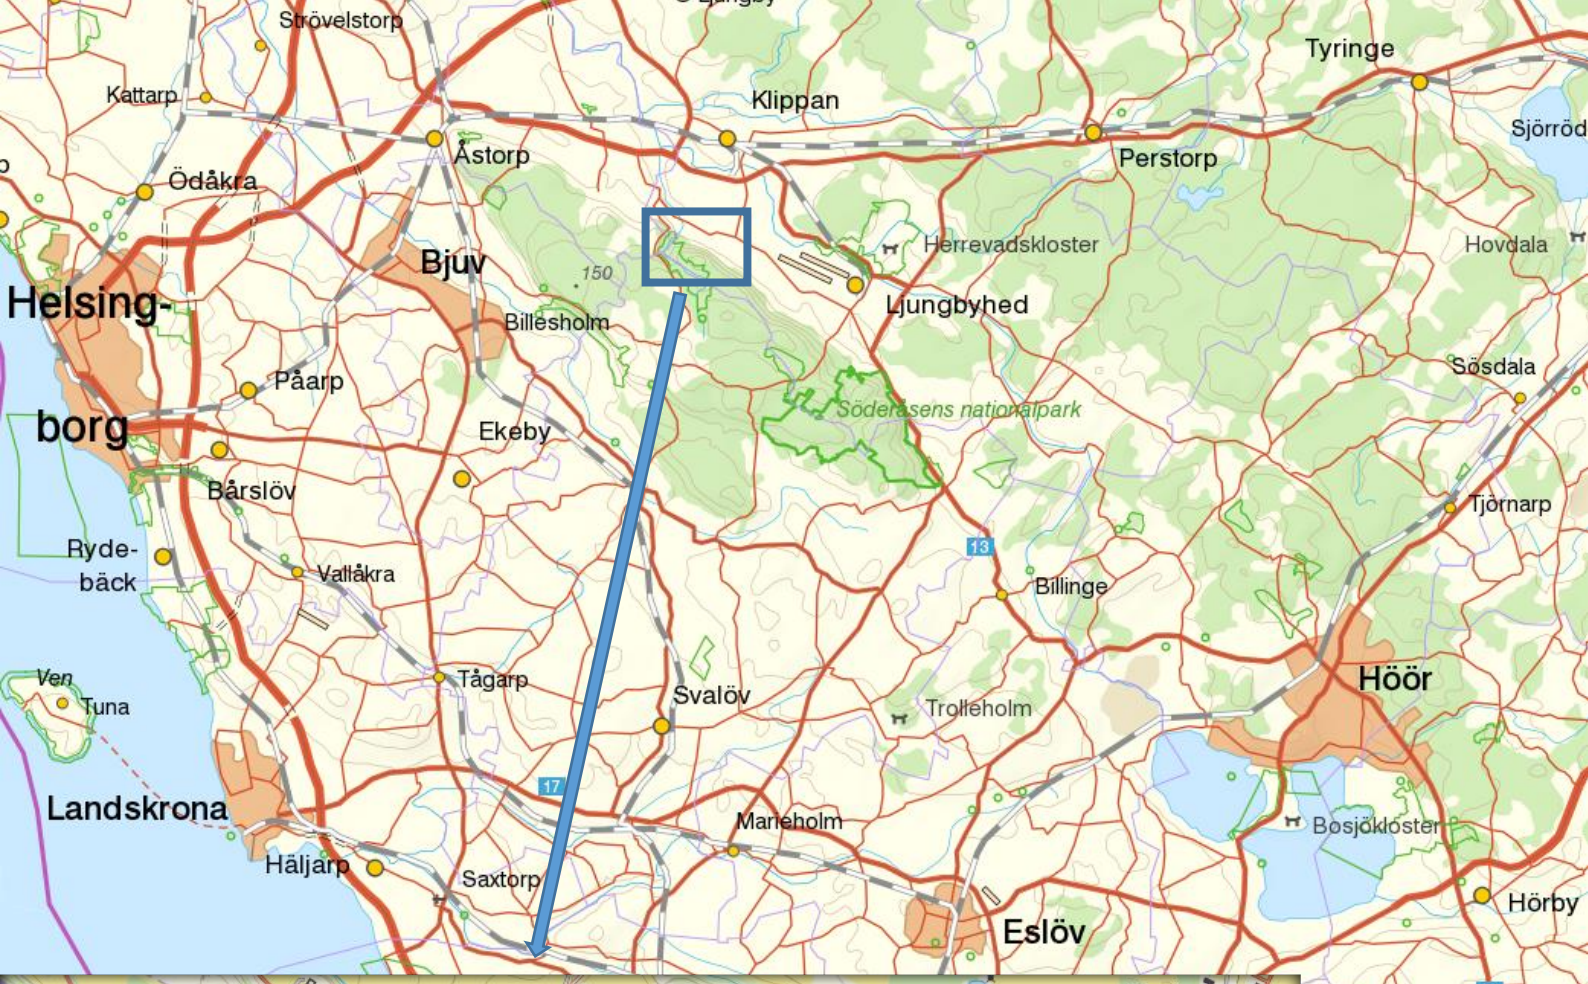 Ljungby
Strövelstorp
Tyringe
Kattarp
Klippan
Sjörröd
Åstorp
Perstorp
Ödåkra
Bjuv
Herrevadskloster
Hovdala
150
Helsing-
Ljungbyhed
Billesholm
Påarp
Sösdala
borg
Ekeby
Söderåsens nationalpark
Bårslöv
Tjörnarp
Ryde-
bäck
13
Vallåkra
Billinge
Ven
Tuna
Tågarp
Svalöv
Trolleholm
Höör
17
Landskrona
Marieholm
Bosjökloster
Häljarp
Saxtorp
Eslöv
Hörby